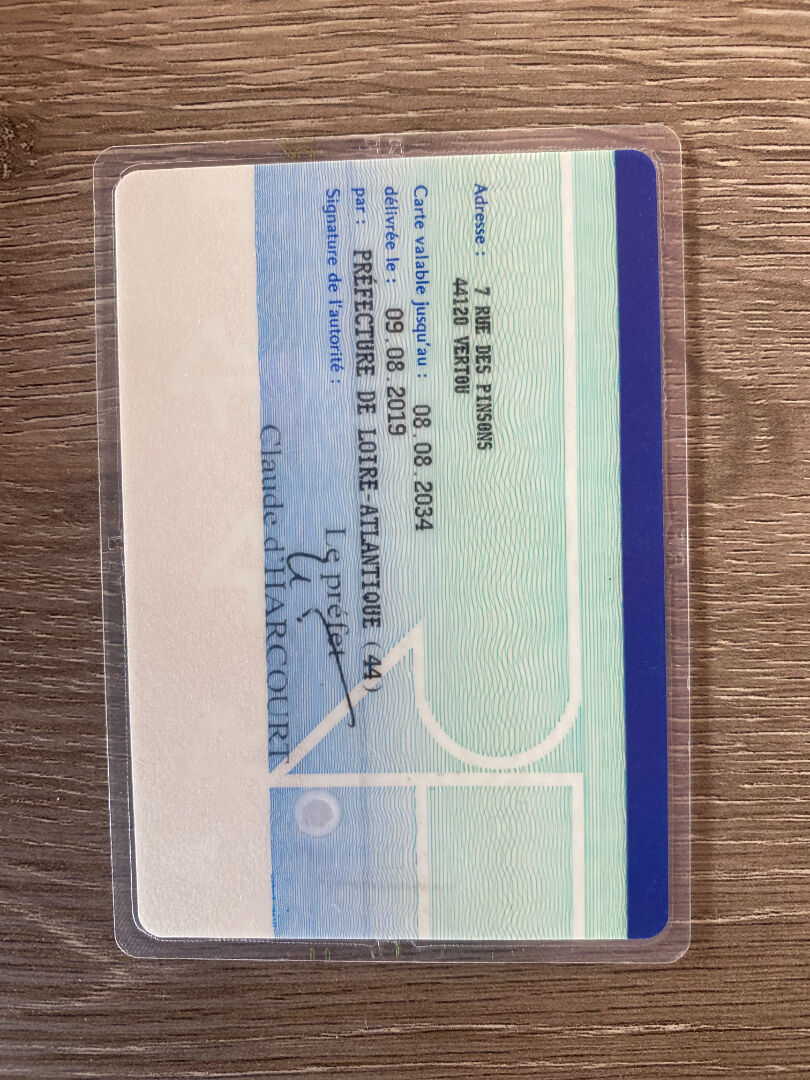 Adresse : 7 RUE DES PINSONS
44120 VERTOU
Carte valable jusqu'au : 08.08.2034
délivrée le : 09.08.2019
par : PRÉFECTURE DE LOIRE-ATLANTIQUE (44)
Signature de l'autorité :
Le préfet
Claude d'HARCOURT